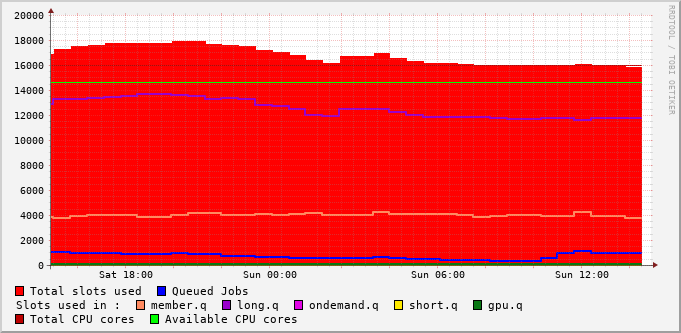 20000
18000
16000
14000
12000
10000
8000
6000
4000
2000
0
Sat 18:00 Sun 00:00 Sun 06:00 Sun 12:00
RRDTOOL / TOBI OETIKER
Total slots used Queued Jobs
Slots used in : member.q long.q ondemand.q short.q gpu.q
Total CPU cores Available CPU cores